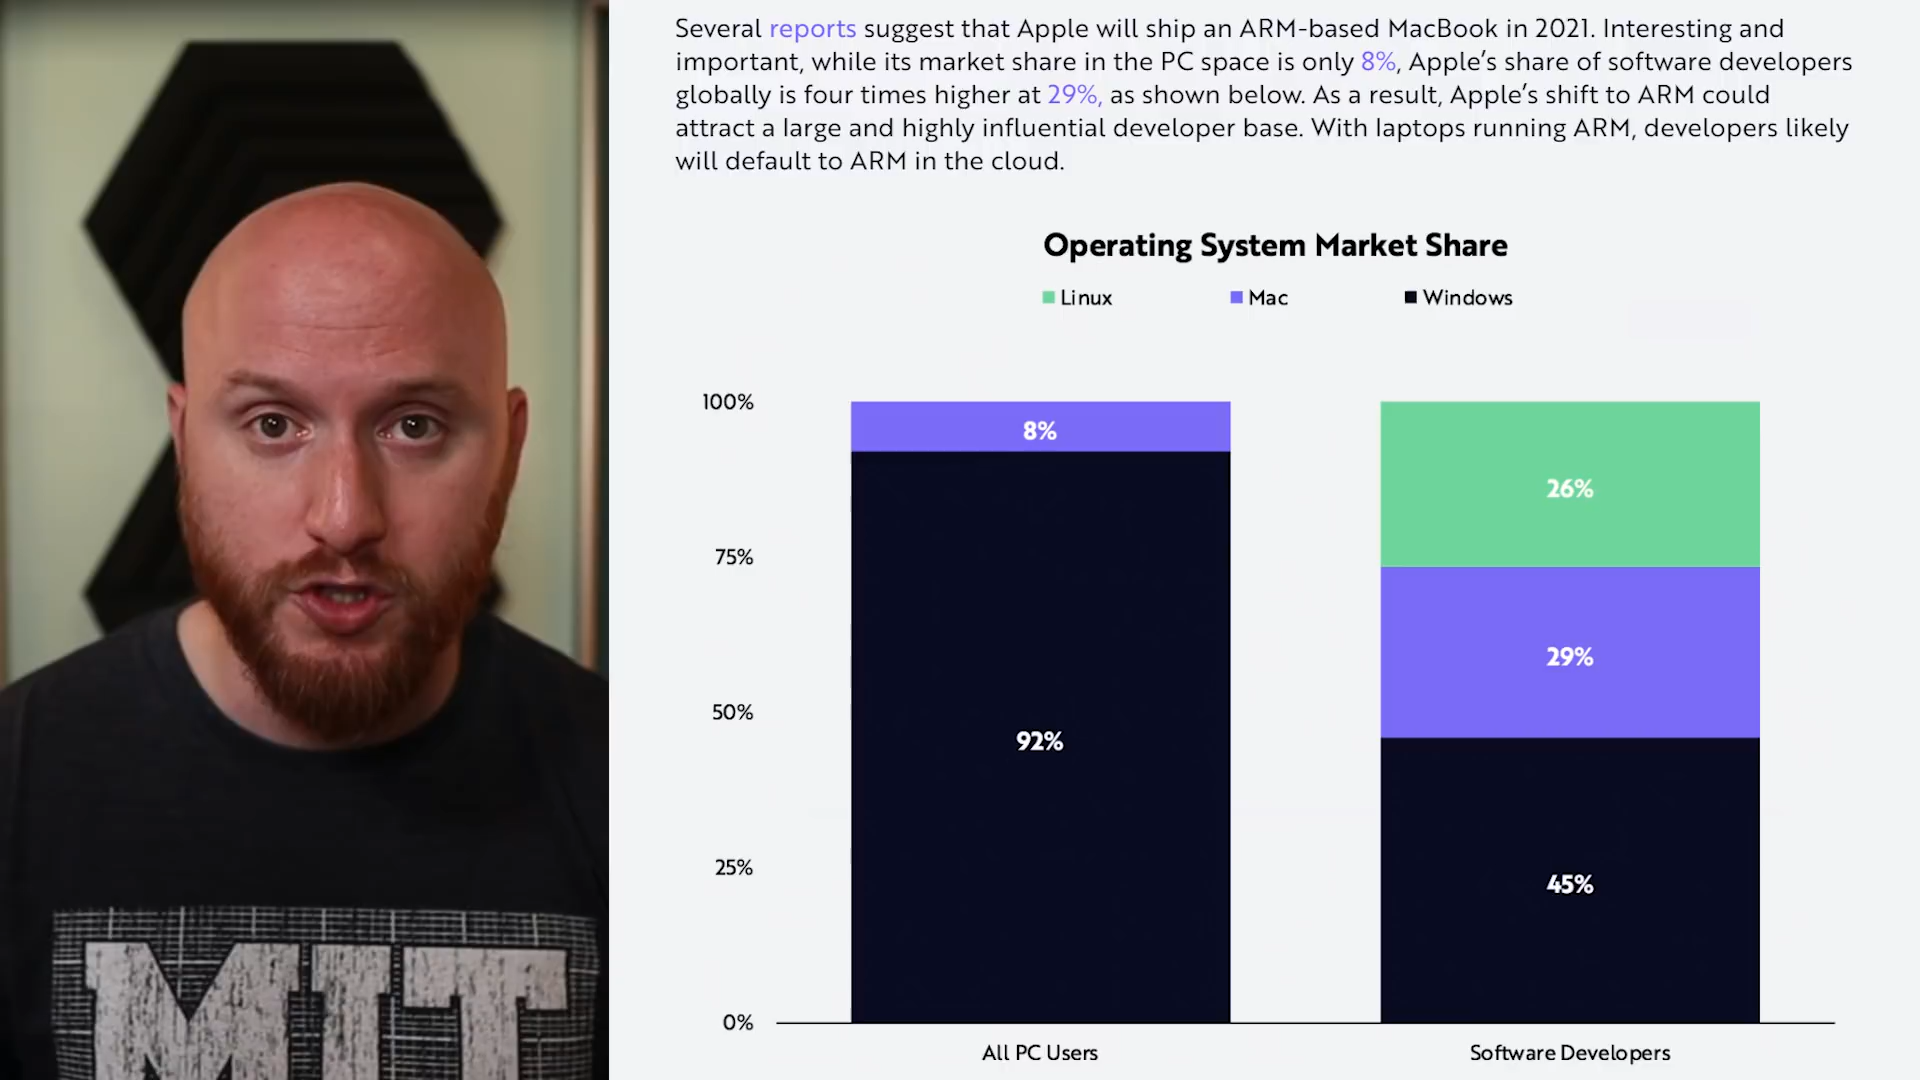 Several reports suggest that Apple will ship an ARM-based MacBook in 2021. Interesting and
important, while its market share in the PC space is only 8%, Apple’s share of software developers
globally is four times higher at 29%, as shown below. As a result, Apple’s shift to ARM could
attract a large and highly influential developer base. With laptops running ARM, developers likely
will default to ARM in the cloud.
Operating System Market Share
Linux Mac Windows
100%
75%
50%
25%
0%
8%
92%
26%
29%
45%
All PC Users
Software Developers
MIT